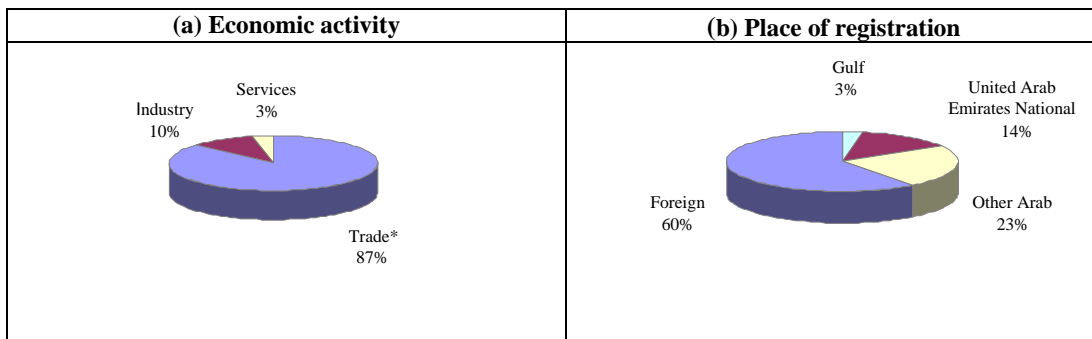 (a) Economic activity
Services
3%
Industry
10%
Trade*
87%
(b) Place of registration
Gulf
3%
United Arab
Emirates National
14%
Foreign
60%
Other Arab
23%